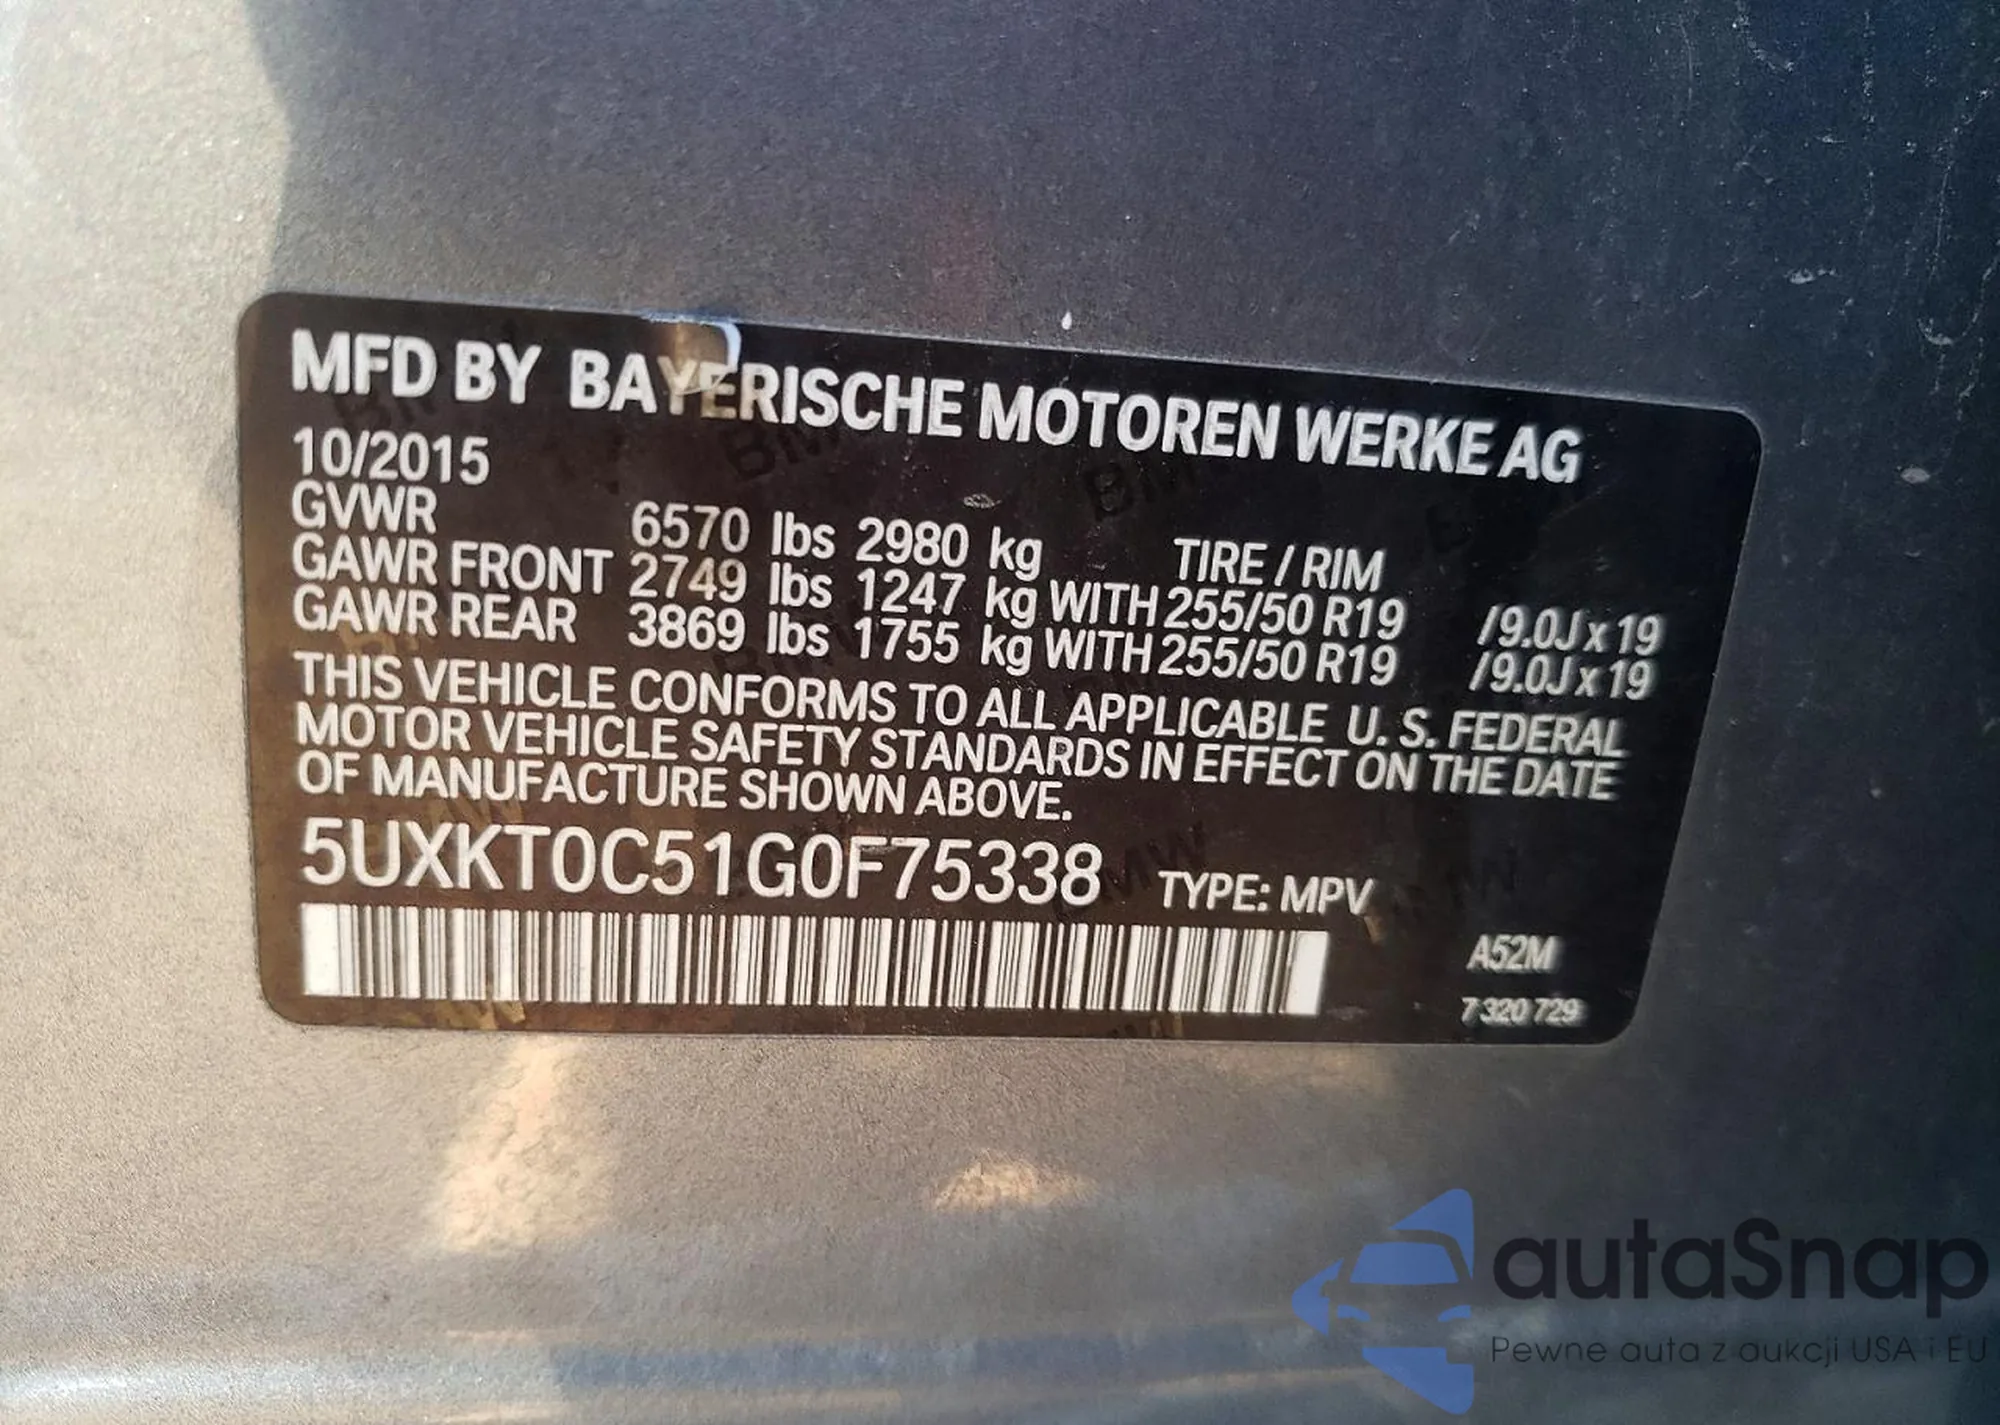 MFD BY BAYERISCHE MOTOREN WERKE AG
10/2015
GVWR 6570 lbs 2980 kg TIRE / RIM
GAWR FRONT 2749 lbs 1247 kg WITH 255/50 R19 /9.0J x 19
GAWR REAR 3869 lbs 1755 kg WITH 255/50 R19 /9.0J x 19
THIS VEHICLE CONFORMS TO ALL APPLICABLE U. S. FEDERAL
MOTOR VEHICLE SAFETY STANDARDS IN EFFECT ON THE DATE
OF MANUFACTURE SHOWN ABOVE.
5UXKT0C51G0F75338 TYPE: MPV
A52M
7 320 729
autaSnap
Pewne auta z aukcji USA i EU